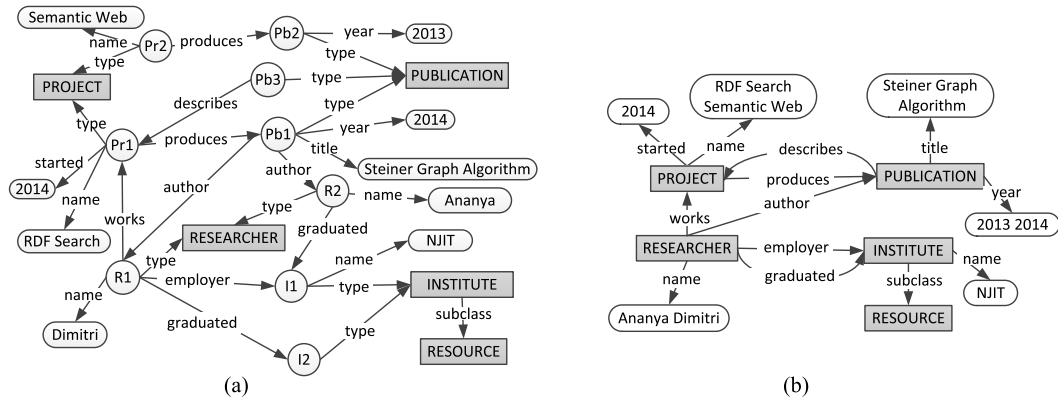 Semantic Web
name
Pr2
produces
Pb2
year
2013
type
type
PROJECT
Pb3
type
PUBLICATION
describes
type
type
Pr1
produces
Pb1
year
2014
started
title
2014
author
Steiner Graph Algorithm
name
author
R2
name
Ananya
type
RDF Search
works
RESEARCHER
graduated
NJIT
type
name
R1
employer
I1
type
INSTITUTE
name
graduated
subclass
Dimitri
type
I2
RESOURCE
(a)
RDF Search
Semantic Web
Steiner Graph
Algorithm
2014
started
name
describes
title
PROJECT
produces
PUBLICATION
author
year
works
2013 2014
RESEARCHER
employer
INSTITUTE
name
graduated
name
subclass
NJIT
Ananya Dimitri
RESOURCE
(b)